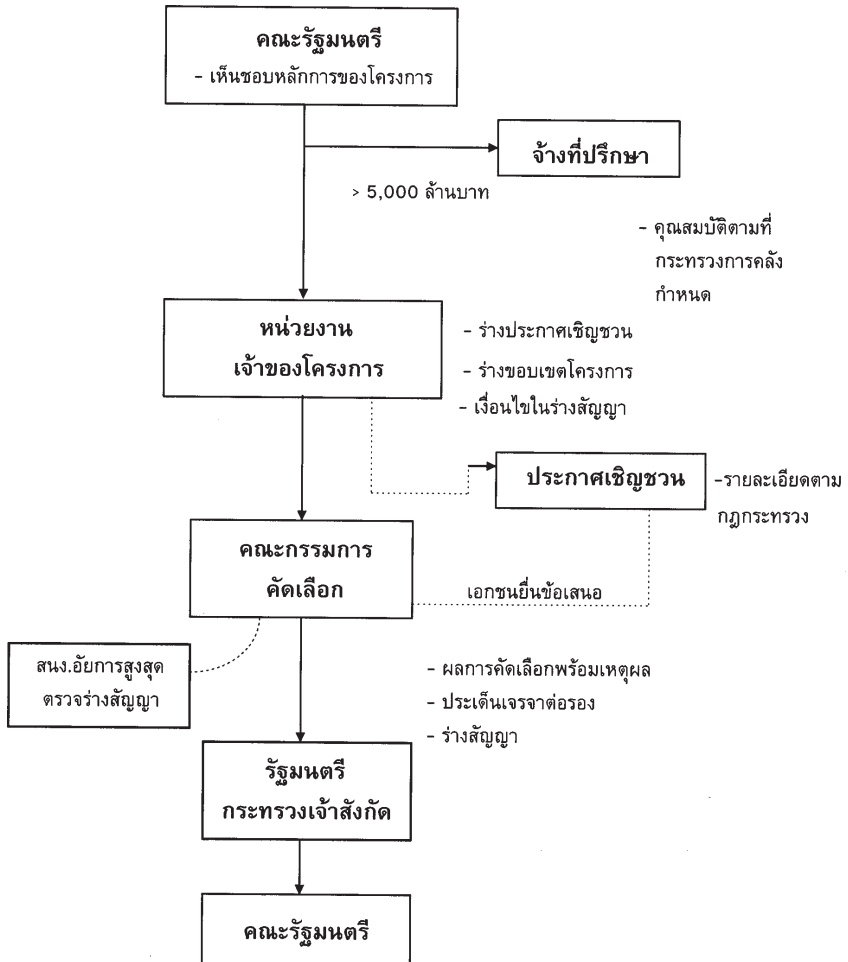 คณะรัฐมนตรี
- เห็นชอบหลักการของโครงการ
จ้างที่ปรึกษา
> 5,000 ล้านบาท
- คุณสมบัติตามที่
กระทรวงการคลัง
กำหนด
หน่วยงาน
เจ้าของโครงการ
- ร่างประกาศเชิญชวน
- ร่างขอบเขตโครงการ
- เงื่อนไขในร่างสัญญา
ประกาศเชิญชวน
-รายละเอียดตาม
กฎกระทรวง
คณะกรรมการ
คัดเลือก
เอกชนยื่นข้อเสนอ
สนง.อัยการสูงสุด
ตรวจร่างสัญญา
- ผลการคัดเลือกพร้อมเหตุผล
- ประเด็นเจรจาต่อรอง
- ร่างสัญญา
รัฐมนตรี
กระทรวงเจ้าสังกัด
คณะรัฐมนตรี